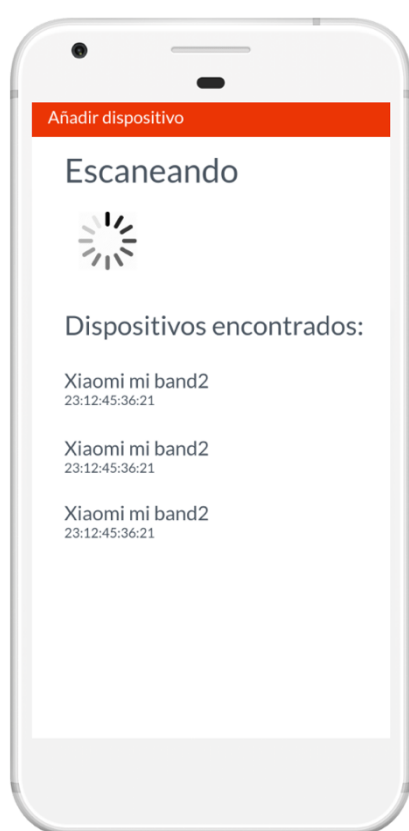 Añadir dispositivo
Escaneando
Dispositivos encontrados:
Xiaomi mi band2
23:12:45:36:21
Xiaomi mi band2
23:12:45:36:21
Xiaomi mi band2
23:12:45:36:21